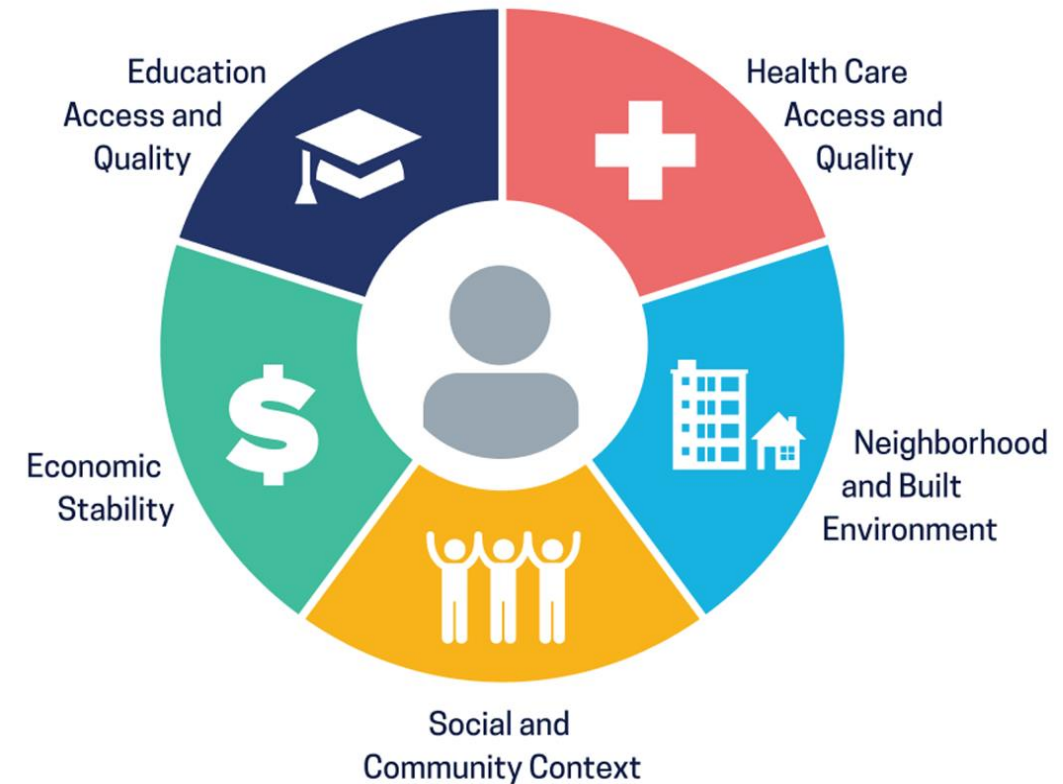 Education
Access and
Quality
Health Care
Access and
Quality
Economic
Stability
Neighborhood
and Built
Environment
Social and
Community Context